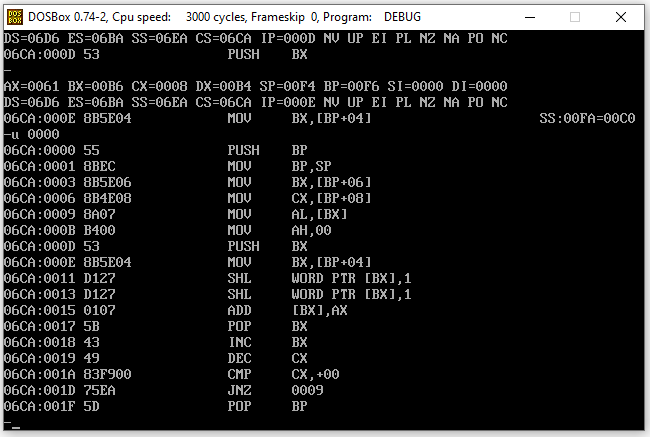 DOSBox 0.74-2, Cpu speed:    3000 cycles, Frameskip  0, Program:    DEBUG
DOS
BOX
DS=06D6 ES=06BA SS=06EA CS=06CA IP=000D NV UP EI PL NZ NA PO NC
06CA:000D 53            PUSH    BX
-
AX=0061 BX=00B6 CX=0008 DX=00B4 SP=00F4 BP=00F6 SI=0000 DI=0000
DS=06D6 ES=06BA SS=06EA CS=06CA IP=000E NV UP EI PL NZ NA PO NC
06CA:000E 8B5E04        MOV     BX,[BP+04]                         SS:00FA=00C0
-u 0000
06CA:0000 55            PUSH    BP
06CA:0001 8BEC          MOV     BP,SP
06CA:0003 8B5E06        MOV     BX,[BP+06]
06CA:0006 8B4E08        MOV     CX,[BP+08]
06CA:0009 8A07          MOV     AL,[BX]
06CA:000B B400          MOV     AH,00
06CA:000D 53            PUSH    BX
06CA:000E 8B5E04        MOV     BX,[BP+04]
06CA:0011 D127          SHL     WORD PTR [BX],1
06CA:0013 D127          SHL     WORD PTR [BX],1
06CA:0015 0107          ADD     [BX],AX
06CA:0017 5B            POP     BX
06CA:0018 43            INC     BX
06CA:0019 49            DEC     CX
06CA:001A 83F900        CMP     CX,+00
06CA:001D 75EA          JNZ     0009
06CA:001F 5D            POP     BP
-_